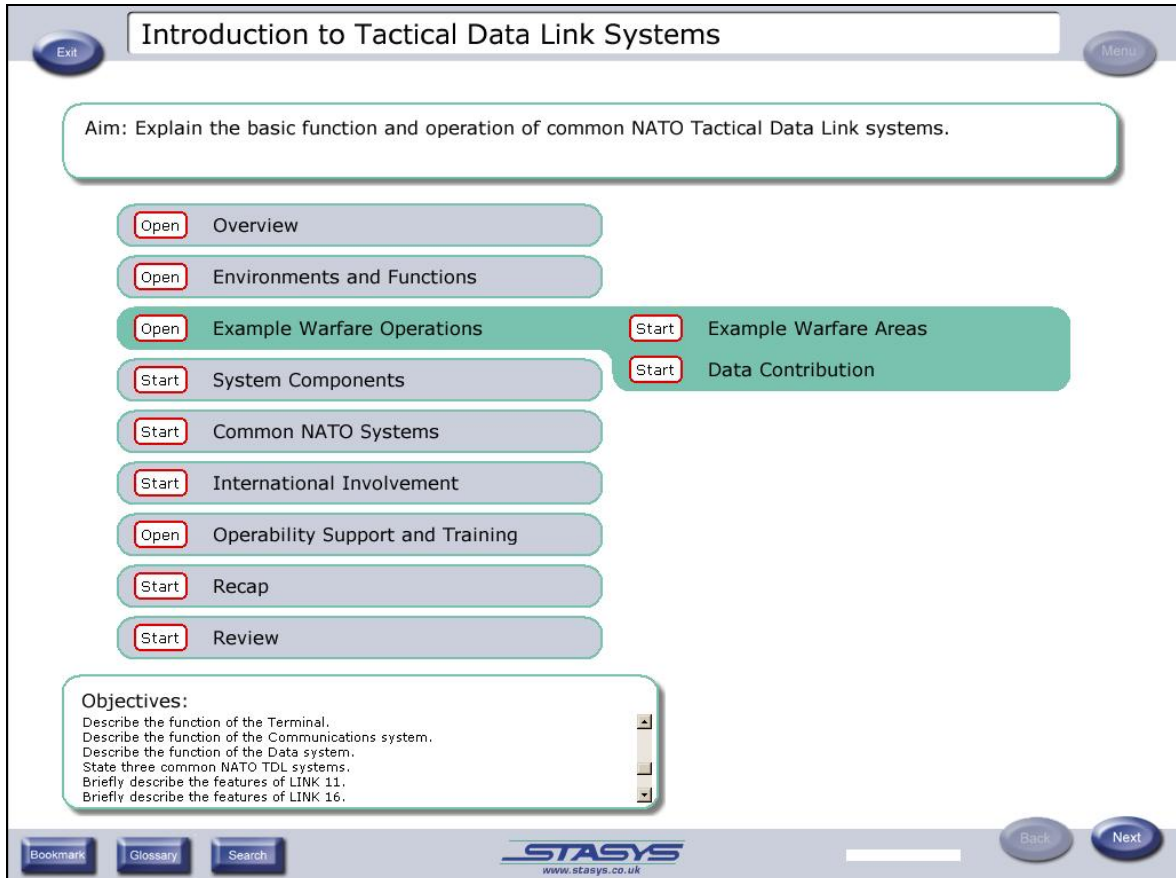 Exit
Introduction to Tactical Data Link Systems
Menu
Aim: Explain the basic function and operation of common NATO Tactical Data Link systems.
Open Overview
Open Environments and Functions
Open Example Warfare Operations
Start Example Warfare Areas
Start Data Contribution
Start System Components
Start Common NATO Systems
Start International Involvement
Open Operability Support and Training
Start Recap
Start Review
Objectives:
Describe the function of the Terminal.
Describe the function of the Communications system.
Describe the function of the Data system.
State three common NATO TDL systems.
Briefly describe the features of LINK 11.
Briefly describe the features of LINK 16.
Bookmark Glossary Search
STASYS
www.stasys.co.uk
Back Next